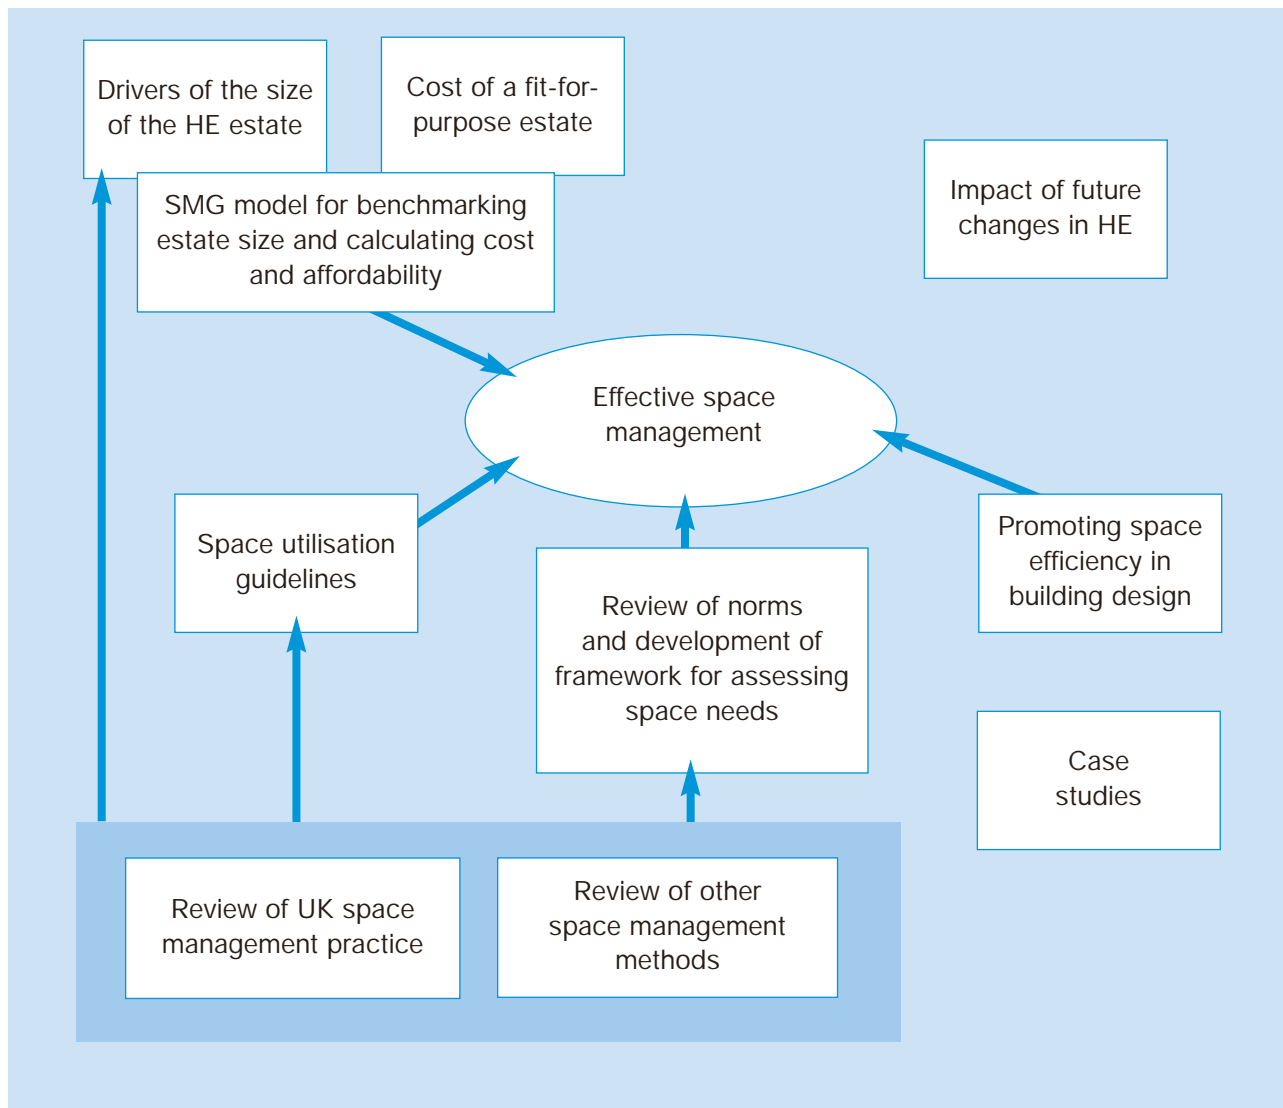 Drivers of the size
of the HE estate
Cost of a fit-for-
purpose estate
SMG model for benchmarking
estate size and calculating cost
and affordability
Impact of future
changes in HE
Effective space
management
Space utilisation
guidelines
Review of norms
and development of
framework for assessing
space needs
Promoting space
efficiency in
building design
Case
studies
Review of UK space
management practice
Review of other
space management
methods